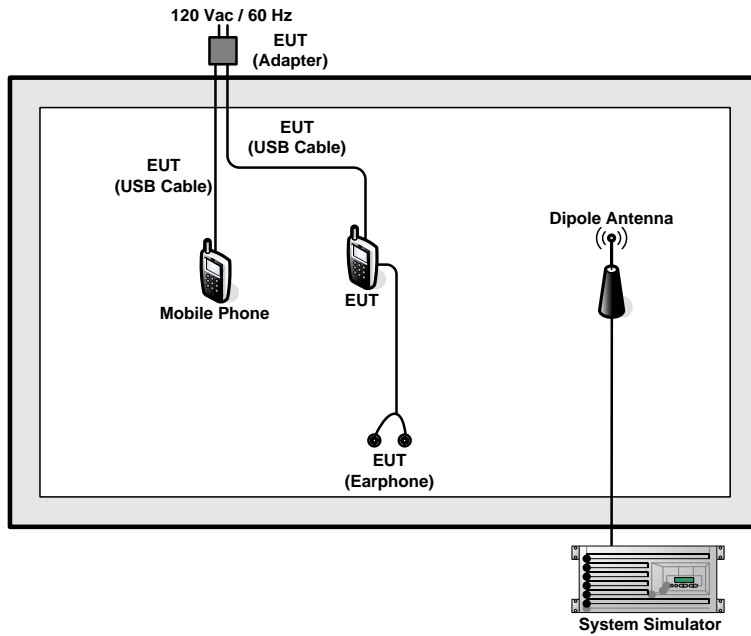 120 Vac / 60 Hz
EUT
(Adapter)
EUT
(USB Cable)
EUT
(USB Cable)
Dipole Antenna
Mobile Phone
EUT
EUT
(Earphone)
System Simulator